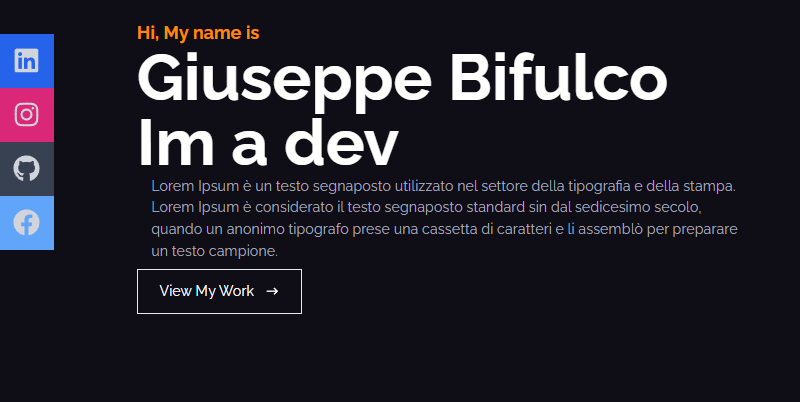 Hi, My name is
Giuseppe Bifulco
Im a dev
Lorem Ipsum è un testo segnaposto utilizzato nel settore della tipografia e della stampa.
Lorem Ipsum è considerato il testo segnaposto standard sin dal sedicesimo secolo,
quando un anonimo tipografo prese una cassetta di caratteri e li assemblò per preparare
un testo campione.
View My Work →